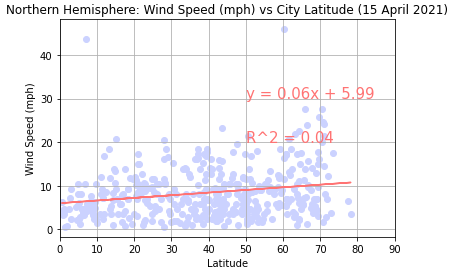 Northern Hemisphere: Wind Speed (mph) vs City Latitude (15 April 2021)
40
30
20
10
0
Wind Speed (mph)
y = 0.06x + 5.99
R^2 = 0.04
0 10 20 30 40 50 60 70 80 90
Latitude